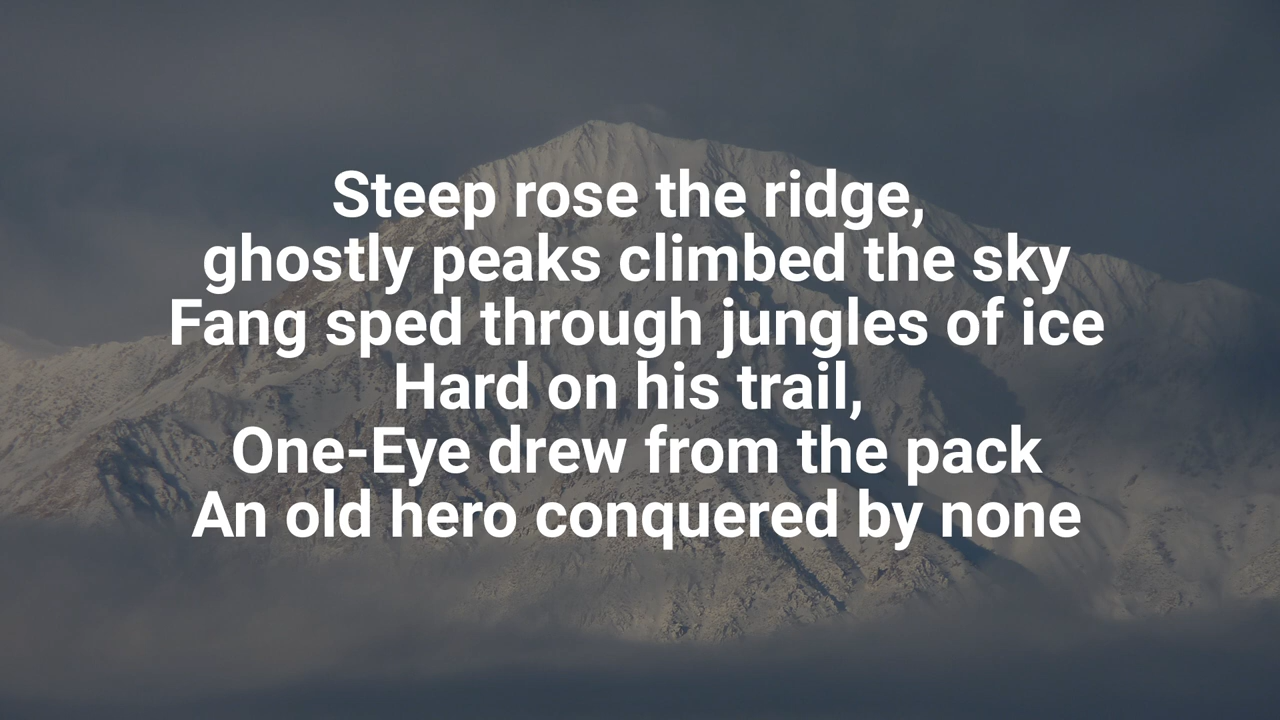 Steep rose the ridge,
ghostly peaks climbed the sky
Fang sped through jungles of ice
Hard on his trail,
One-Eye drew from the pack
An old hero conquered by none